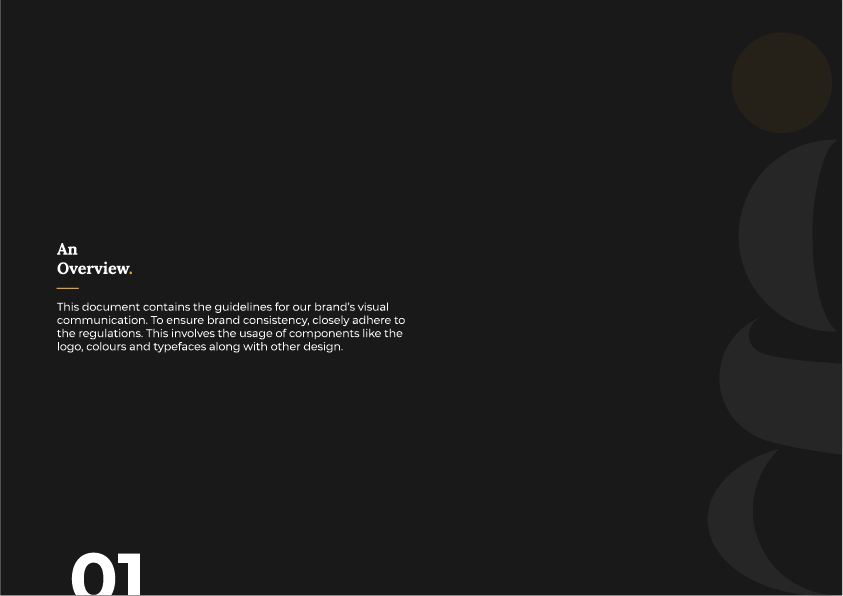 An
Overview.
This document contains the guidelines for our brand's visual
communication. To ensure brand consistency, closely adhere to
the regulations. This involves the usage of components like the
logo, colours and typefaces along with other design.
01